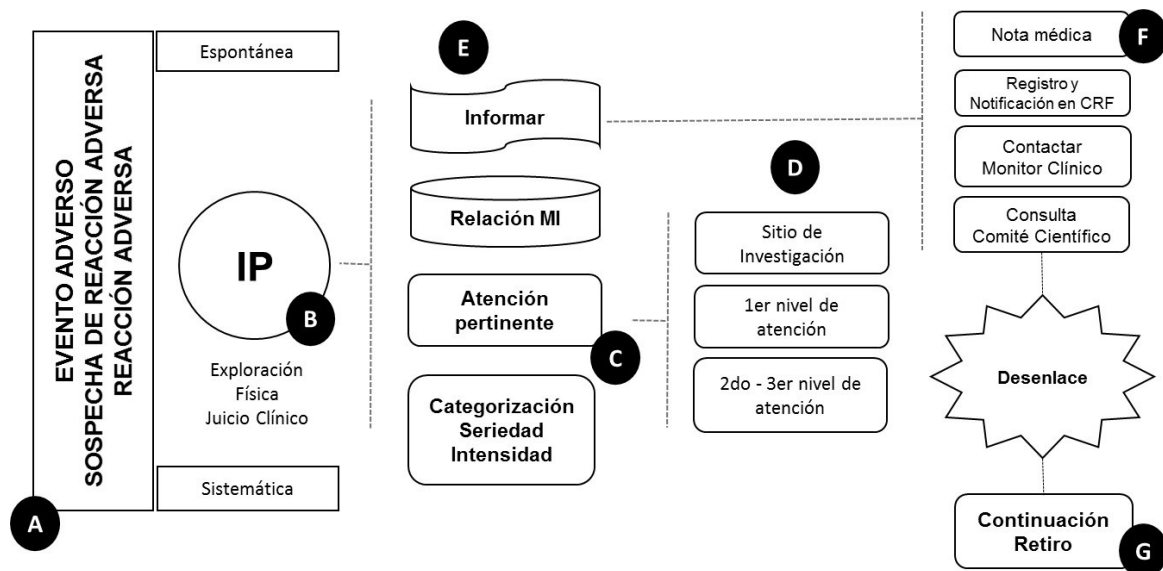 EVENTO ADVERSO
SOSPECHA DE REACCIÓN ADVERSA
REACCIÓN ADVERSA
A
Espontánea
IP
B
Exploración
Física
Juicio Clínico
Sistemática
E
Informar
Relación MI
Atención
pertinente
C
Categorización
Seriedad
Intensidad
D
Sitio de
Investigación
1er nivel de
atención
2do - 3er nivel de
atención
Nota médica
F
Registro y
Notificación en CRF
Contactar
Monitor Clínico
Consulta
Comité Científico
Desenlace
Continuación
Retiro
G